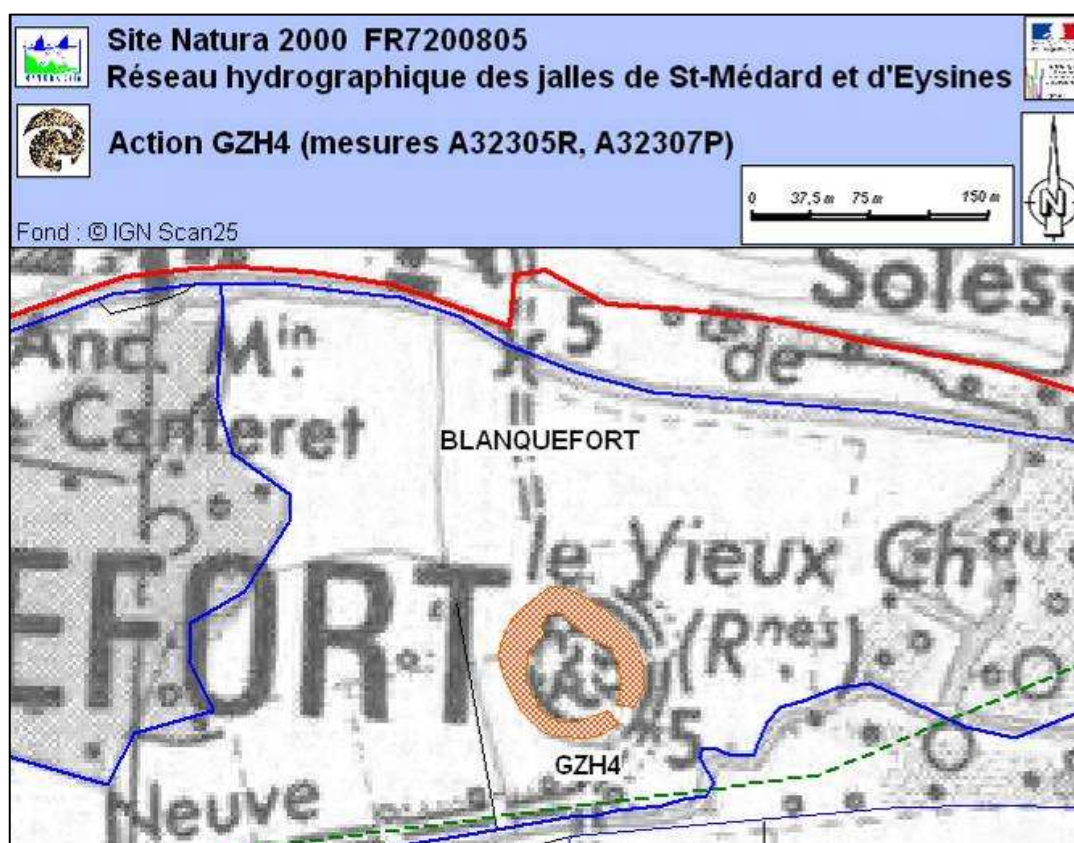 Site Natura 2000 FR7200805
Réseau hydrographique des jalles de St-Médard et d'Eysines
Action GZH4 (mesures A32305R, A32307P)
0 37,5 m 75 m 150 m
N
Fond : © IGN Scan25
Soless
5
de
Anc. Min.
Canteret
BLANQUEFORT
le Vieux Chau
(Rnes)
EFORT
5
GZH4
Neuve